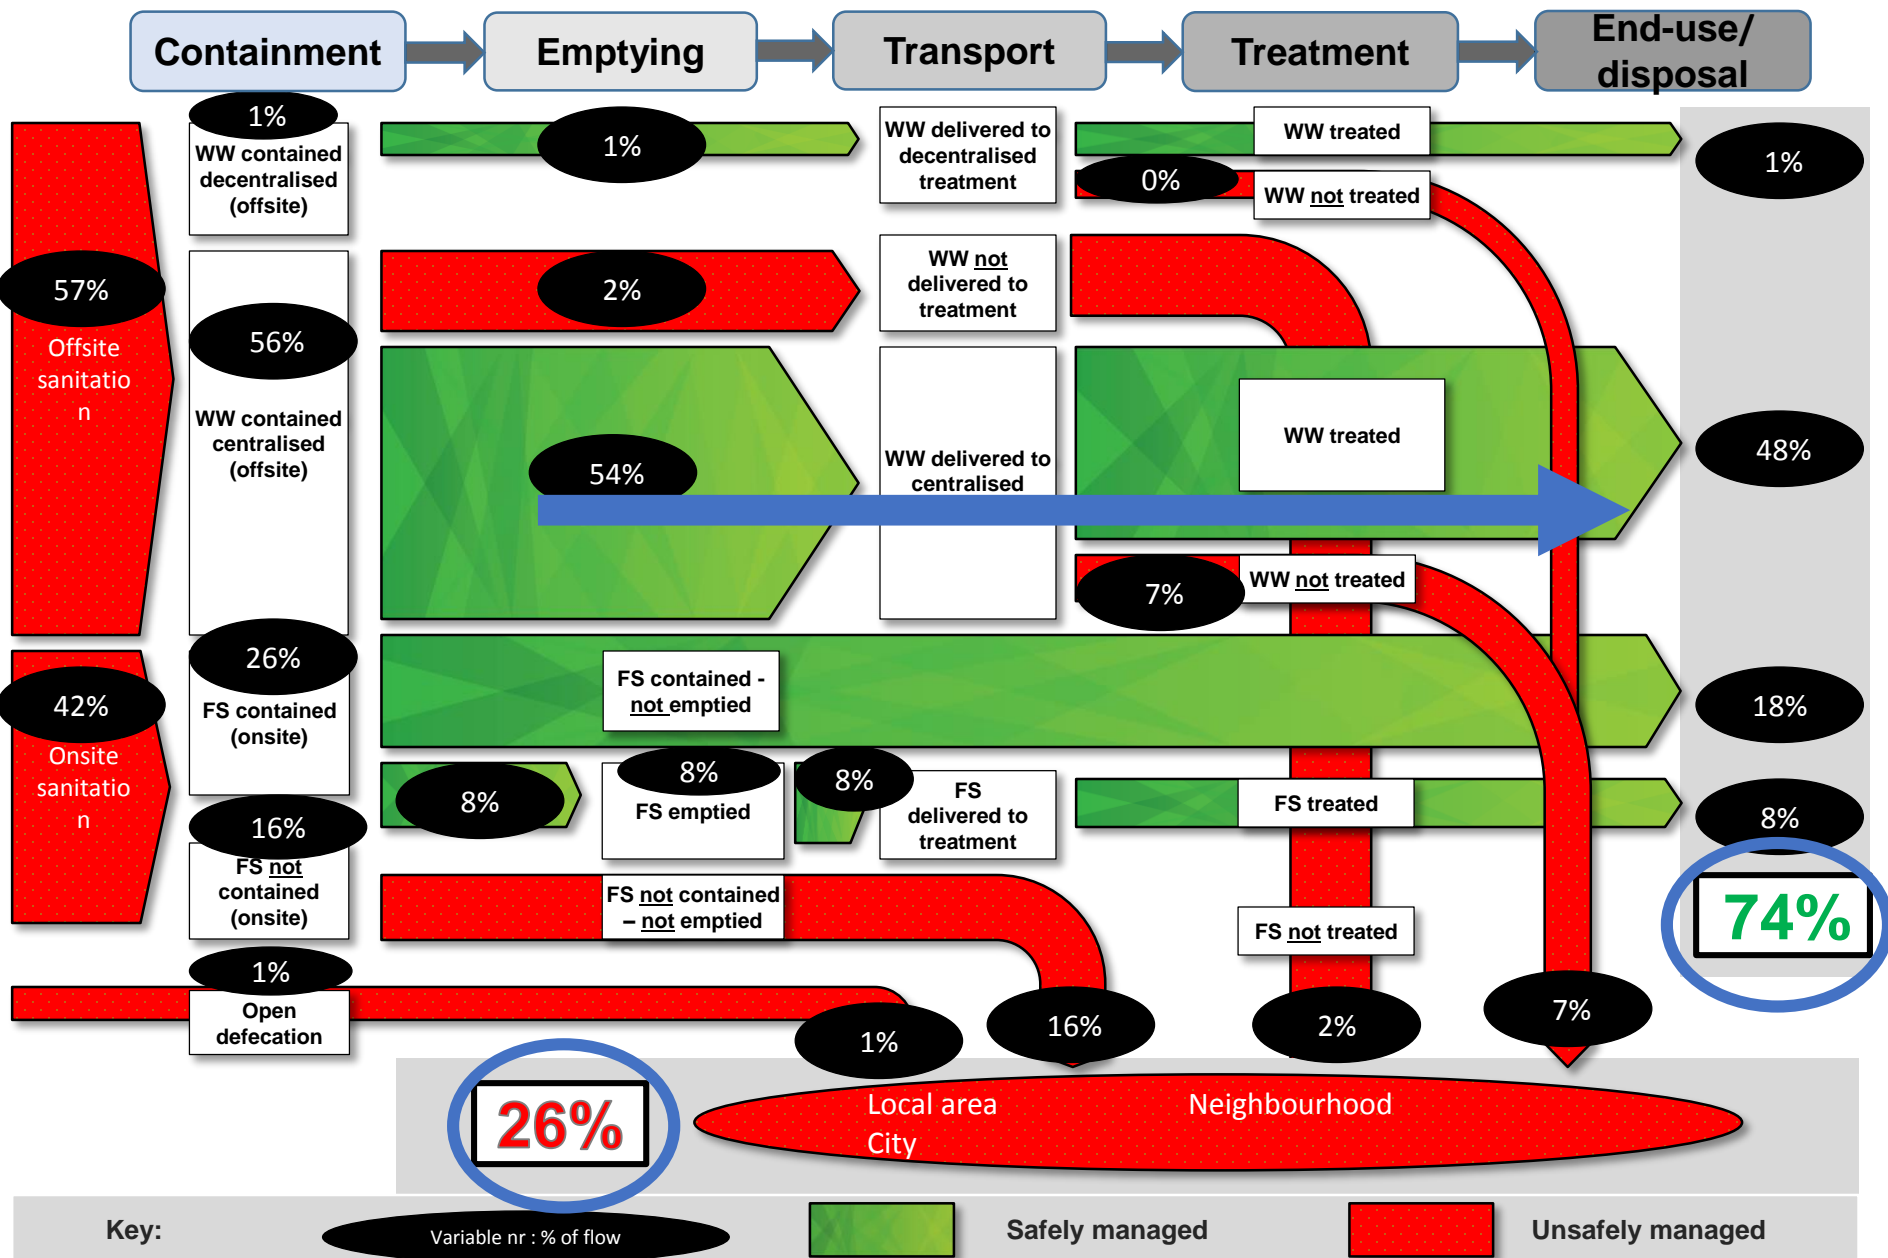 Containment
Emptying
Transport
Treatment
End-use/
disposal
1%
WW contained
decentralised
(offsite)
1%
WW delivered to
decentralised
treatment
WW treated
0%
WW not treated
1%
57%
Offsite
sanitatio
n
56%
WW contained
centralised
(offsite)
2%
WW not
delivered to
treatment
54%
WW delivered to
centralised
WW treated
48%
7%
WW not treated
42%
Onsite
sanitatio
n
26%
FS contained
(onsite)
FS contained -
not emptied
18%
8%
8%
FS emptied
8%
FS
delivered to
treatment
FS treated
8%
16%
FS not
contained
(onsite)
FS not contained
– not emptied
FS not treated
74%
1%
Open
defecation
1%
16%
2%
7%
26%
Local area
City
Neighbourhood
Key:
Variable nr : % of flow
Safely managed
Unsafely managed